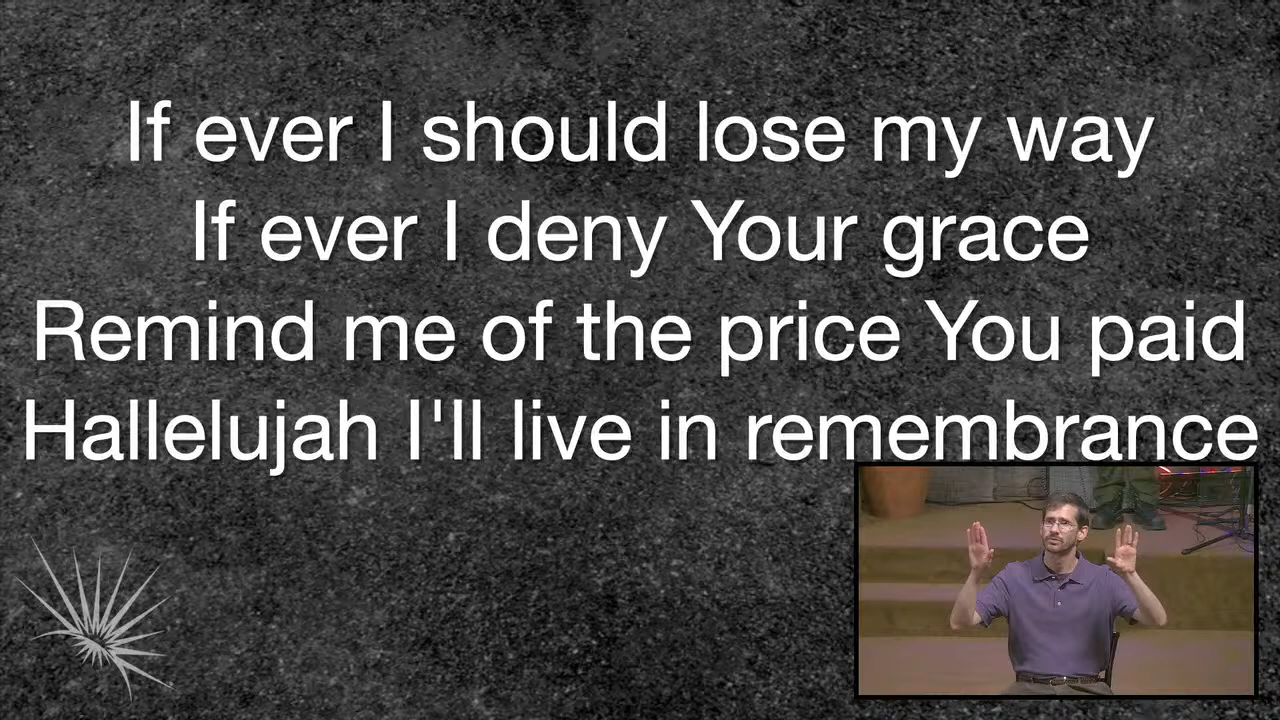 If ever I should lose my way
If ever I deny Your grace
Remind me of the price You paid
Hallelujah I'll live in remembrance